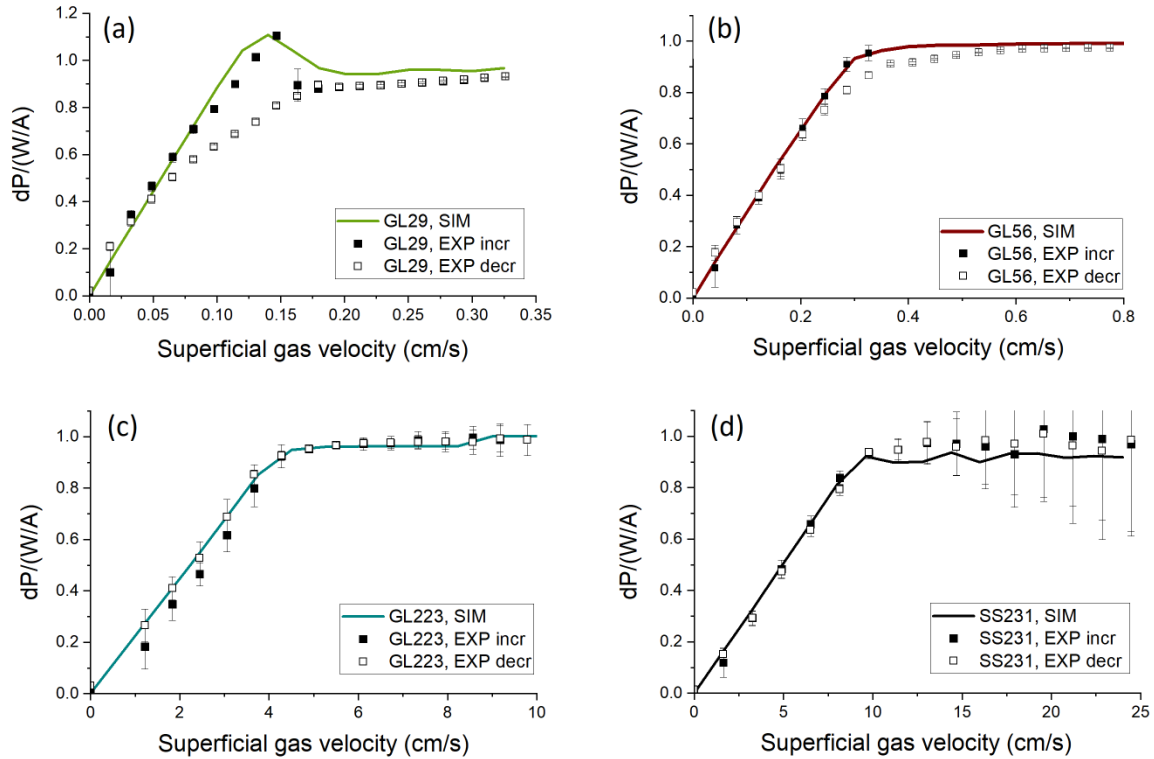 (a)
dP/(W/A)
1.2
1.0
0.8
0.6
0.4
0.2
0.0
GL29, SIM
GL29, EXP incr
GL29, EXP decr
0.00 0.05 0.10 0.15 0.20 0.25 0.30 0.35
Superficial gas velocity (cm/s)
(b)
dP/(W/A)
1.0
0.8
0.6
0.4
0.2
0.0
GL56, SIM
GL56, EXP incr
GL56, EXP decr
0.0 0.2 0.4 0.6 0.8
Superficial gas velocity (cm/s)
(c)
dP/(W/A)
1.0
0.8
0.6
0.4
0.2
0.0
GL223, SIM
GL223, EXP incr
GL223, EXP decr
0 2 4 6 8 10
Superficial gas velocity (cm/s)
(d)
dP/(W/A)
1.0
0.8
0.6
0.4
0.2
0.0
SS231, SIM
SS231, EXP incr
SS231, EXP decr
0 5 10 15 20 25
Superficial gas velocity (cm/s)